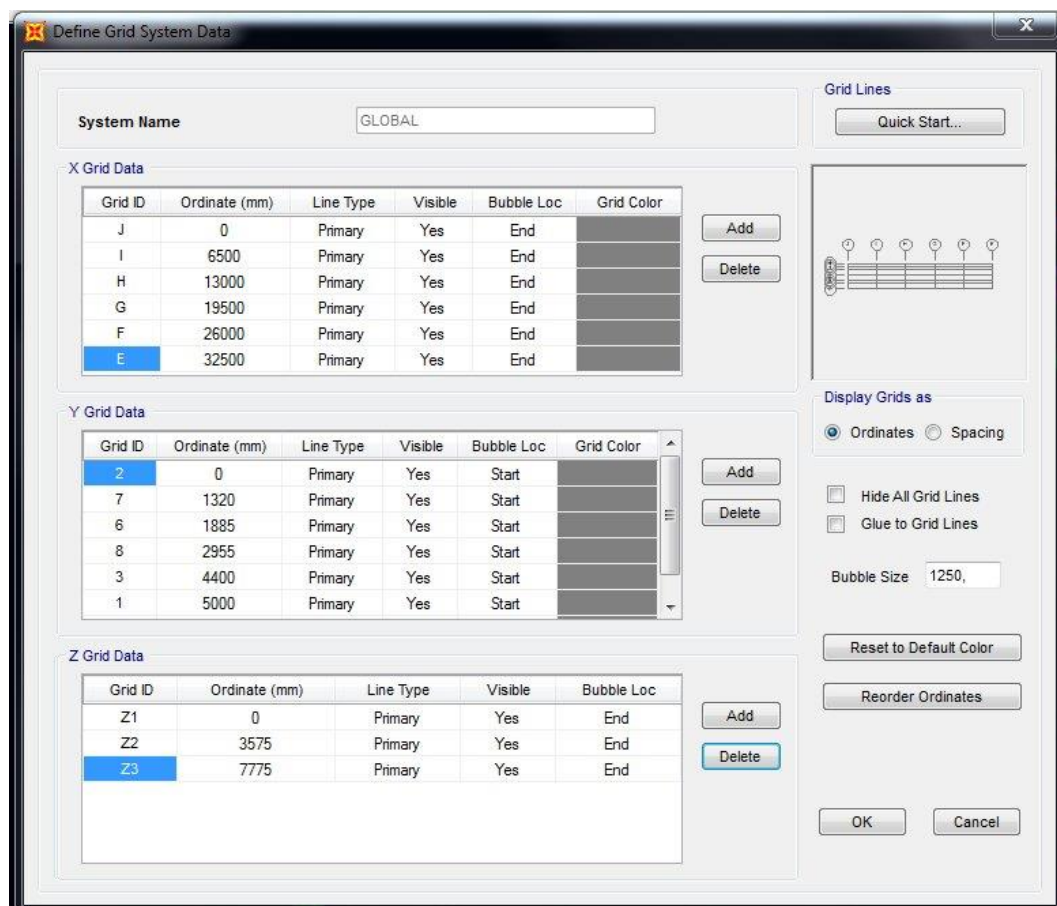 Define Grid System Data
System Name GLOBAL
Grid Lines
Quick Start...
X Grid Data
Grid ID Ordinate (mm) Line Type Visible Bubble Loc Grid Color
J 0 Primary Yes End
I 6500 Primary Yes End
H 13000 Primary Yes End
G 19500 Primary Yes End
F 26000 Primary Yes End
E 32500 Primary Yes End
Add
Delete
Y Grid Data
Grid ID Ordinate (mm) Line Type Visible Bubble Loc Grid Color
2 0 Primary Yes Start
7 1320 Primary Yes Start
6 1885 Primary Yes Start
8 2955 Primary Yes Start
3 4400 Primary Yes Start
1 5000 Primary Yes Start
Add
Delete
Display Grids as
Ordinates Spacing
Hide All Grid Lines
Glue to Grid Lines
Bubble Size 1250,
Z Grid Data
Grid ID Ordinate (mm) Line Type Visible Bubble Loc
Z1 0 Primary Yes End
Z2 3575 Primary Yes End
Z3 7775 Primary Yes End
Add
Delete
Reset to Default Color
Reorder Ordinates
OK Cancel